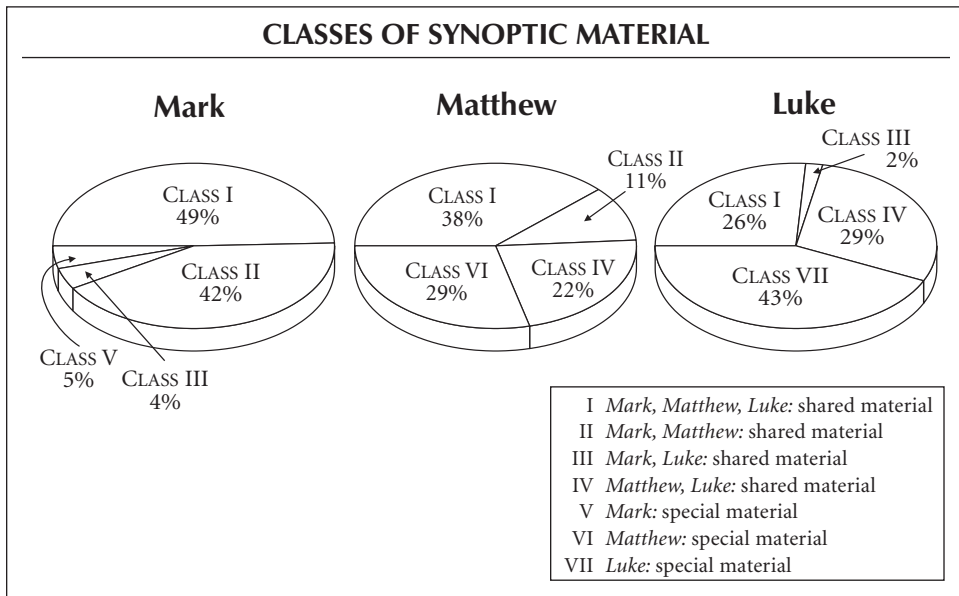 CLASSES OF SYNOPTIC MATERIAL
Mark
CLASS I
49%
CLASS II
42%
CLASS V
5%
CLASS III
4%
Matthew
CLASS I
38%
CLASS II
11%
CLASS VI
29%
CLASS IV
22%
Luke
CLASS III
2%
CLASS I
26%
CLASS IV
29%
CLASS VII
43%
I Mark, Matthew, Luke: shared material
II Mark, Matthew: shared material
III Mark, Luke: shared material
IV Matthew, Luke: shared material
V Mark: special material
VI Matthew: special material
VII Luke: special material